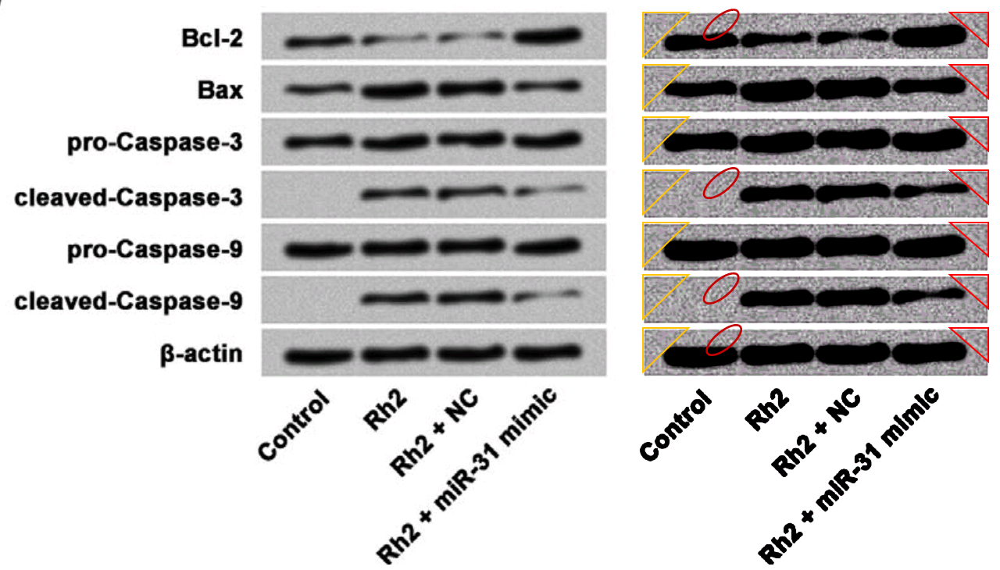 Bcl-2
Bax
pro-Caspase-3
cleaved-Caspase-3
pro-Caspase-9
cleaved-Caspase-9
β-actin
Control
Rh2
Rh2 + NC
Rh2 + miR-31 mimic
Control
Rh2
Rh2 + NC
Rh2 + miR-31 mimic